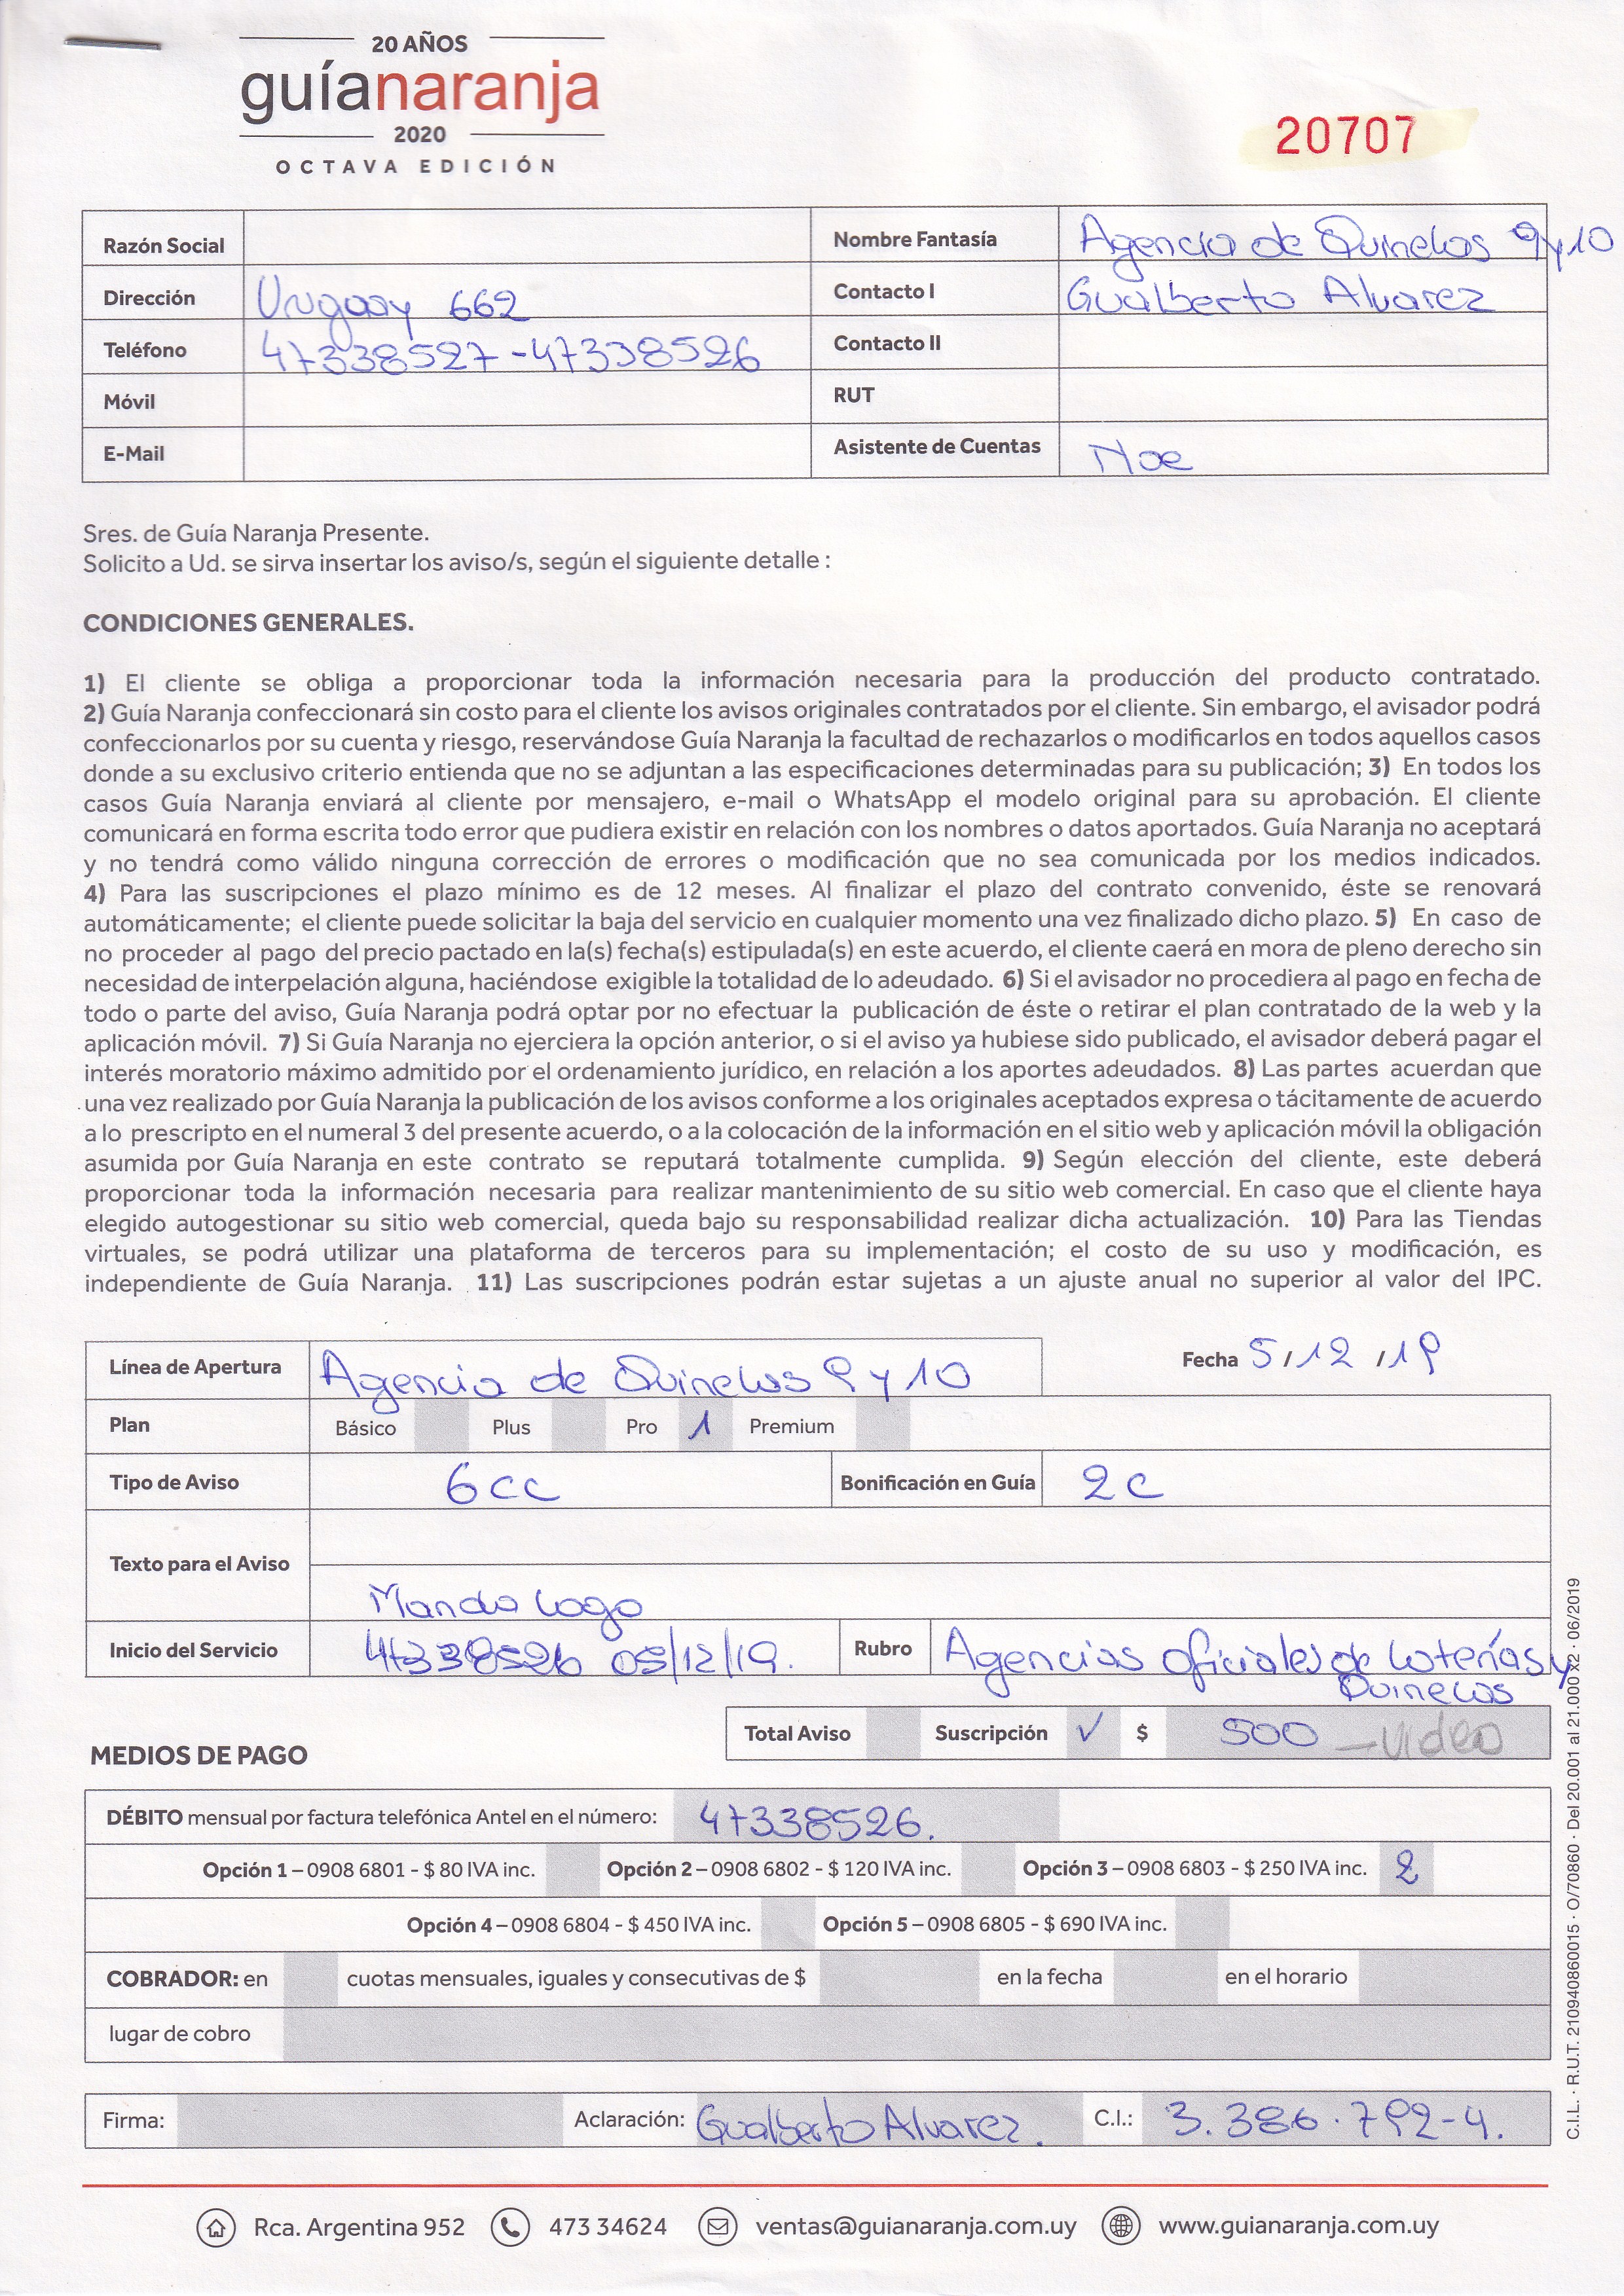 20 AÑOS
guíanaranja
2020
OCTAVA EDICIÓN
20707
Razón Social
Nombre Fantasía Agencia de Quinelas 9y10
Dirección Uruguay 662
Contacto I Gualberto Alvarez
Teléfono 47338527-47338526
Contacto II
Móvil
RUT
E-Mail
Asistente de Cuentas Noe
Sres. de Guía Naranja Presente.
Solicito a Ud. se sirva insertar los aviso/s, según el siguiente detalle :
CONDICIONES GENERALES.
1) El cliente se obliga a proporcionar toda la información necesaria para la producción del producto contratado.
2) Guía Naranja confeccionará sin costo para el cliente los avisos originales contratados por el cliente. Sin embargo, el avisador podrá
confeccionarlos por su cuenta y riesgo, reservándose Guía Naranja la facultad de rechazarlos o modificarlos en todos aquellos casos
donde a su exclusivo criterio entienda que no se adjuntan a las especificaciones determinadas para su publicación; 3) En todos los
casos Guía Naranja enviará al cliente por mensajero, e-mail o WhatsApp el modelo original para su aprobación. El cliente
comunicará en forma escrita todo error que pudiera existir en relación con los nombres o datos aportados. Guía Naranja no aceptará
y no tendrá como válido ninguna corrección de errores o modificación que no sea comunicada por los medios indicados.
4) Para las suscripciones el plazo mínimo es de 12 meses. Al finalizar el plazo del contrato convenido, éste se renovará
automáticamente; el cliente puede solicitar la baja del servicio en cualquier momento una vez finalizado dicho plazo. 5) En caso de
no proceder al pago del precio pactado en la(s) fecha(s) estipulada(s) en este acuerdo, el cliente caerá en mora de pleno derecho sin
necesidad de interpelación alguna, haciéndose exigible la totalidad de lo adeudado. 6) Si el avisador no procediera al pago en fecha de
todo o parte del aviso, Guía Naranja podrá optar por no efectuar la publicación de éste o retirar el plan contratado de la web y la
aplicación móvil. 7) Si Guía Naranja no ejerciera la opción anterior, o si el aviso ya hubiese sido publicado, el avisador deberá pagar el
interés moratorio máximo admitido por el ordenamiento jurídico, en relación a los aportes adeudados. 8) Las partes acuerdan que
una vez realizado por Guía Naranja la publicación de los avisos conforme a los originales aceptados expresa o tácitamente de acuerdo
a lo prescripto en el numeral 3 del presente acuerdo, o a la colocación de la información en el sitio web y aplicación móvil la obligación
asumida por Guía Naranja en este contrato se reputará totalmente cumplida. 9) Según elección del cliente, este deberá
proporcionar toda la información necesaria para realizar mantenimiento de su sitio web comercial. En caso que el cliente haya
elegido autogestionar su sitio web comercial, queda bajo su responsabilidad realizar dicha actualización. 10) Para las Tiendas
virtuales, se podrá utilizar una plataforma de terceros para su implementación; el costo de su uso y modificación, es
independiente de Guía Naranja. 11) Las suscripciones podrán estar sujetas a un ajuste anual no superior al valor del IPC.
Línea de Apertura Agencia de Quinelas 9 y 10
Fecha 5/12/19
Plan Básico Plus Pro 1 Premium
Tipo de Aviso 6cc Bonificación en Guía 2c
Texto para el Aviso
Manda logo
Inicio del Servicio 47338526 05/12/19. Rubro Agencias oficiales de loterías y
Quinelas
Total Aviso Suscripción ✓ $ 500 - video
MEDIOS DE PAGO
DÉBITO mensual por factura telefónica Antel en el número: 47338526.
Opción 1 – 0908 6801 - $ 80 IVA inc. Opción 2 – 0908 6802 - $ 120 IVA inc. Opción 3 – 0908 6803 - $ 250 IVA inc. 2
Opción 4 – 0908 6804 - $ 450 IVA inc. Opción 5 – 0908 6805 - $ 690 IVA inc.
COBRADOR: en cuotas mensuales, iguales y consecutivas de $ en la fecha en el horario
lugar de cobro
Firma: Aclaración: Gualberto Alvarez. C.I.: 3.386.792-4.
Rca. Argentina 952 473 34624 ventas@guianaranja.com.uy www.guianaranja.com.uy
C.I.L. · R.U.T. 210940860015 · O/70860 · Del 20.001 al 21.000 x2 · 06/2019